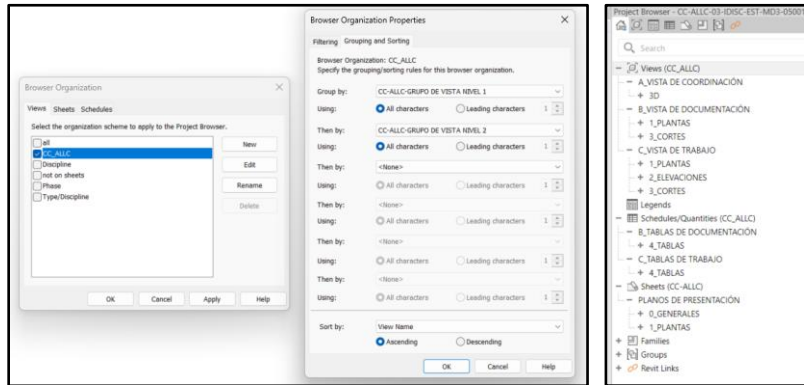 Browser Organization
Views Sheets Schedules
Select the organization scheme to apply to the Project Browser.
all
CC_ALLC
Discipline
not on sheets
Phase
Type/Discipline
New
Edit
Rename
Delete
OK Cancel Apply Help
Browser Organization Properties
Filtering Grouping and Sorting
Browser Organization: CC_ALLC
Specify the grouping/sorting rules for this browser organization.
Group by: CC-ALLC-GRUPO DE VISTA NIVEL 1
Using: All characters Leading characters 1
Then by: CC-ALLC-GRUPO DE VISTA NIVEL 2
Using: All characters Leading characters 1
Then by: <None>
Using: All characters Leading characters 1
Then by: <None>
Using: All characters Leading characters 1
Then by: <None>
Using: All characters Leading characters 1
Then by: <None>
Using: All characters Leading characters 1
Sort by: View Name
Ascending Descending
OK Cancel Help
Project Browser - CC-ALLC-03-IDISC-EST-MD3-05001
Search
Views (CC_ALLC)
A_VISTA DE COORDINACIÓN
3D
B_VISTA DE DOCUMENTACIÓN
1_PLANTAS
3_CORTES
C_VISTA DE TRABAJO
1_PLANTAS
2_ELEVACIONES
3_CORTES
Legends
Schedules/Quantities (CC_ALLC)
B_TABLAS DE DOCUMENTACIÓN
4_TABLAS
C_TABLAS DE TRABAJO
4_TABLAS
Sheets (CC-ALLC)
PLANOS DE PRESENTACIÓN
0_GENERALES
1_PLANTAS
Families
Groups
Revit Links